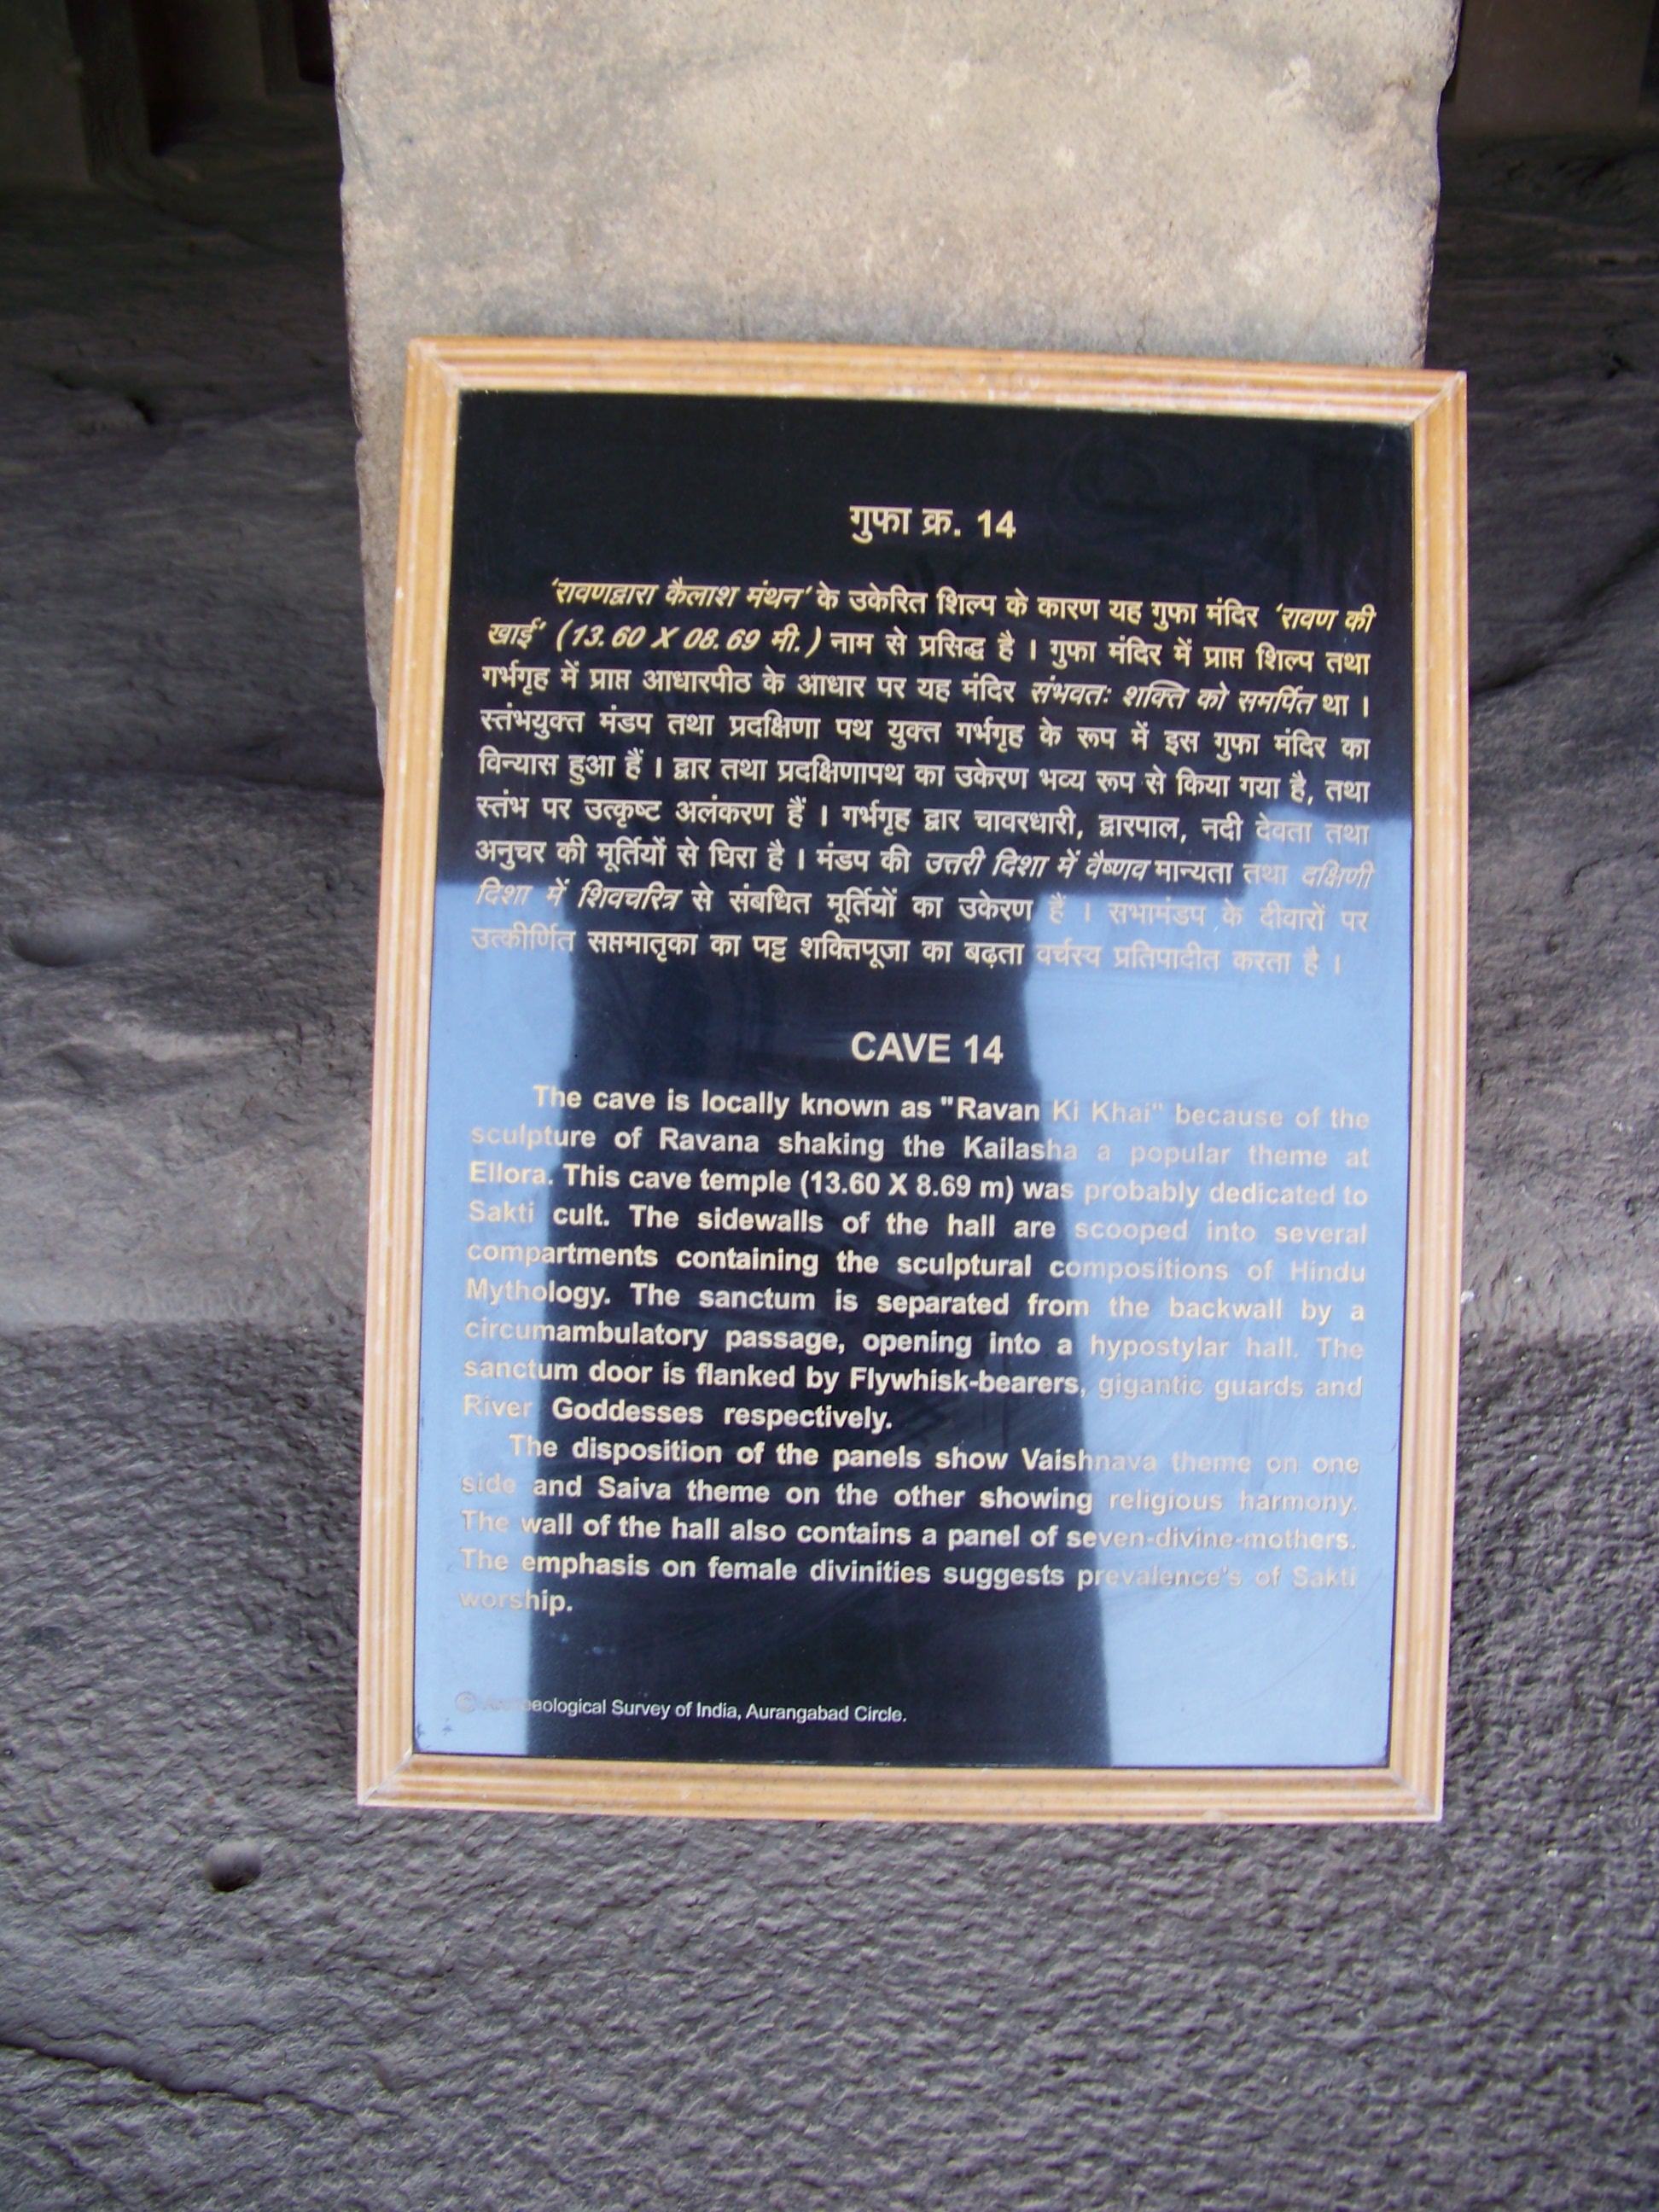 गुफा क्र. 14
‘रावणद्वारा कैलाश मंथन’ के उकेरित शिल्प के कारण यह गुफा मंदिर ‘रावण की
खाई’ (13.60 X 08.69 मी.) नाम से प्रसिद्ध है । गुफा मंदिर में प्राप्त शिल्प तथा
गर्भगृह में प्राप्त आधारपीठ के आधार पर यह मंदिर संभवतः शक्ति को समर्पित था ।
स्तंभयुक्त मंडप तथा प्रदक्षिणा पथ युक्त गर्भगृह के रूप में इस गुफा मंदिर का
विन्यास हुआ हैं । द्वार तथा प्रदक्षिणापथ का उकेरण भव्य रूप से किया गया है, तथा
स्तंभ पर उत्कृष्ट अलंकरण हैं । गर्भगृह द्वार चावरधारी, द्वारपाल, नदी देवता तथा
अनुचर की मूर्तियों से घिरा है । मंडप की उत्तरी दिशा में वैष्णव मान्यता तथा दक्षिणी
दिशा में शिवचरित्र से संबधित मूर्तियों का उकेरण हैं । सभामंडप के दीवारों पर
उत्कीर्णित सप्तमातृका का पट्ट शक्तिपूजा का बढ़ता वर्चस्व प्रतिपादीत करता है ।
CAVE 14
The cave is locally known as "Ravan Ki Khai" because of the
sculpture of Ravana shaking the Kailasha a popular theme at
Ellora. This cave temple (13.60 X 8.69 m) was probably dedicated to
Sakti cult. The sidewalls of the hall are scooped into several
compartments containing the sculptural compositions of Hindu
Mythology. The sanctum is separated from the backwall by a
circumambulatory passage, opening into a hypostylar hall. The
sanctum door is flanked by Flywhisk-bearers, gigantic guards and
River Goddesses respectively.
The disposition of the panels show Vaishnava theme on one
side and Saiva theme on the other showing religious harmony.
The wall of the hall also contains a panel of seven-divine-mothers.
The emphasis on female divinities suggests prevalence's of Sakti
worship.
© Archaeological Survey of India, Aurangabad Circle.